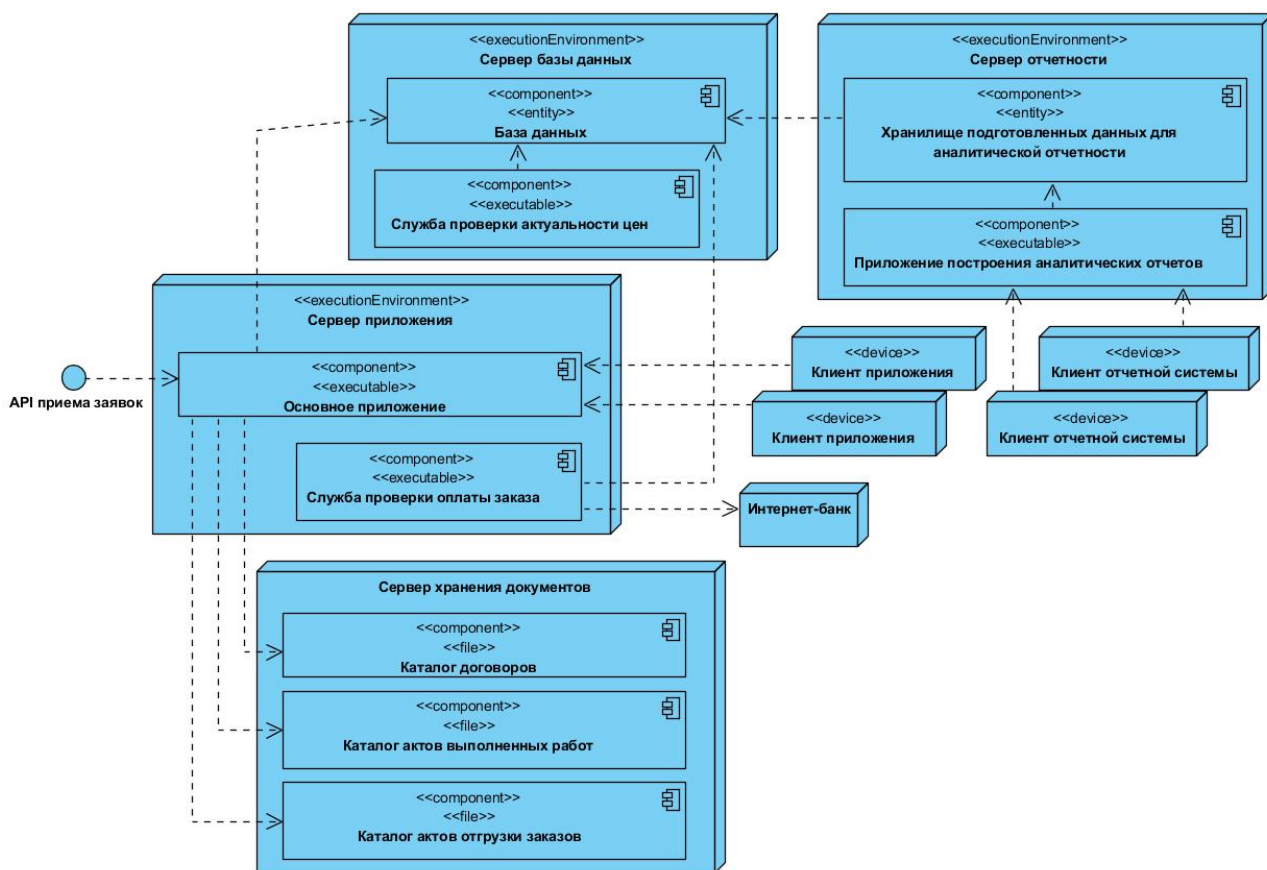 <<executionEnvironment>>
Сервер базы данных
<<component>>
<<entity>>
База данных
<<component>>
<<executable>>
Служба проверки актуальности цен
<<executionEnvironment>>
Сервер отчетности
<<component>>
<<entity>>
Хранилище подготовленных данных для
аналитической отчетности
<<component>>
<<executable>>
Приложение построения аналитических отчетов
<<executionEnvironment>>
Сервер приложения
<<component>>
<<executable>>
Основное приложение
API приема заявок
<<component>>
<<executable>>
Служба проверки оплаты заказа
<<device>>
Клиент приложения
<<device>>
Клиент приложения
<<device>>
Клиент отчетной системы
<<device>>
Клиент отчетной системы
Интернет-банк
Сервер хранения документов
<<component>>
<<file>>
Каталог договоров
<<component>>
<<file>>
Каталог актов выполненных работ
<<component>>
<<file>>
Каталог актов отгрузки заказов